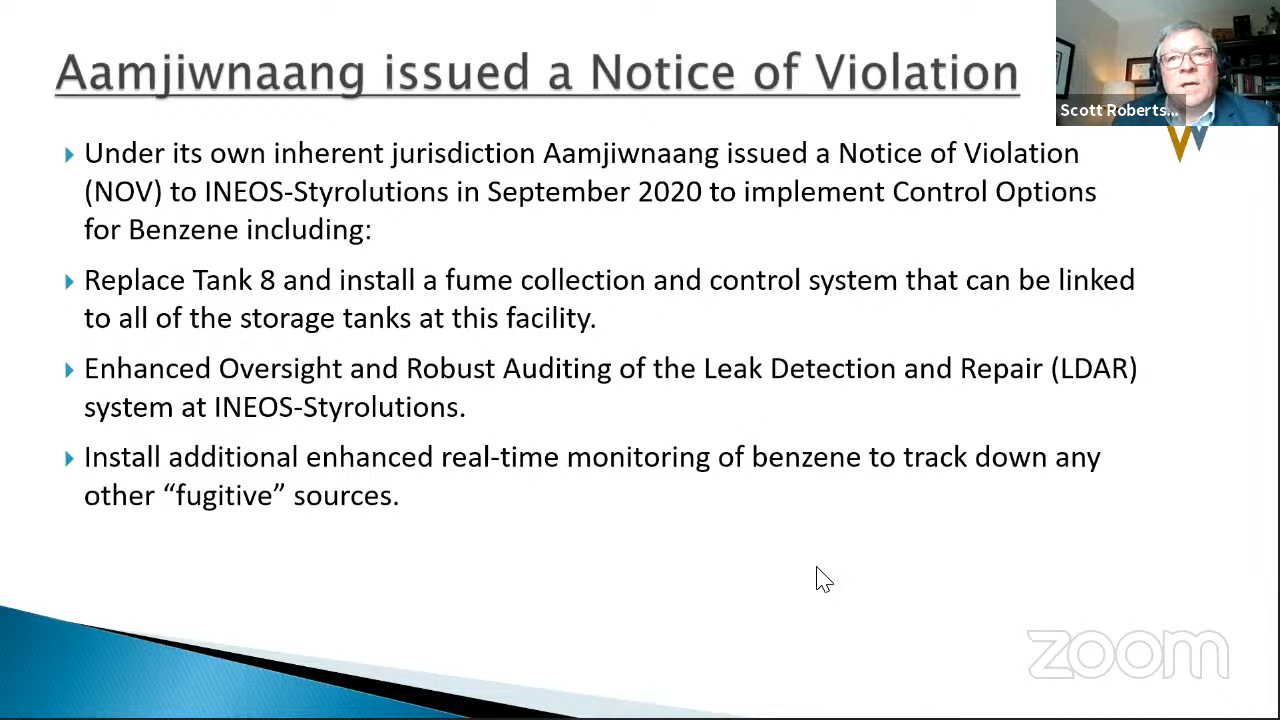 Aamjiwnaang issued a Notice of Violation
Scott Roberts...
Under its own inherent jurisdiction Aamjiwnaang issued a Notice of Violation
(NOV) to INEOS-Styrolutions in September 2020 to implement Control Options
for Benzene including:
Replace Tank 8 and install a fume collection and control system that can be linked
to all of the storage tanks at this facility.
Enhanced Oversight and Robust Auditing of the Leak Detection and Repair (LDAR)
system at INEOS-Styrolutions.
Install additional enhanced real-time monitoring of benzene to track down any
other “fugitive” sources.
zoom